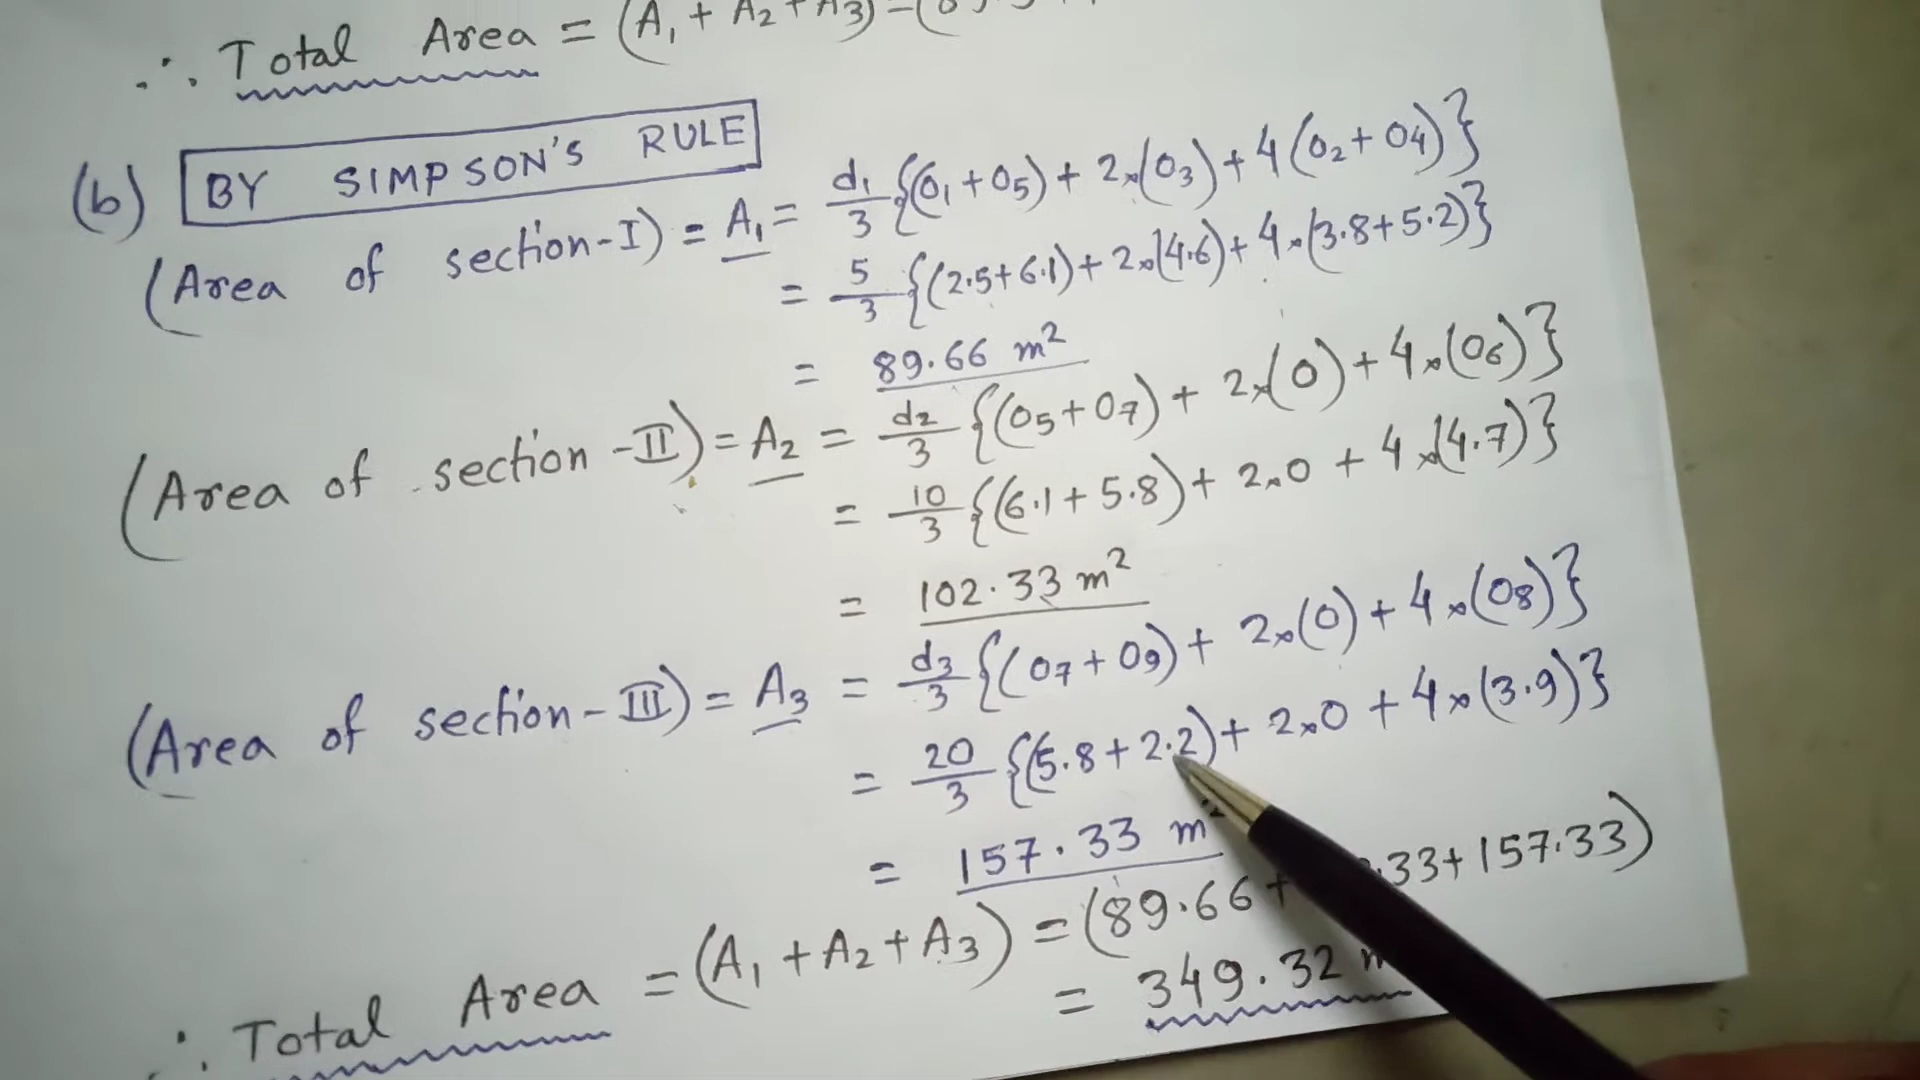 ∴ Total Area = (A₁ + A₂ + A₃) = (
(b) BY SIMPSON'S RULE
(Area of section-I) = A₁ = d₁/3 {(O₁ + O₅) + 2×(O₃) + 4(O₂ + O₄)}
= 5/3 {(2.5+6.1) + 2×(4.6) + 4×(3.8+5.2)}
= 89.66 m²
(Area of section-II) = A₂ = d₂/3 {(O₅ + O₇) + 2×(0) + 4×(O₆)}
= 10/3 {(6.1 + 5.8) + 2×0 + 4×(4.7)}
= 102.33 m²
(Area of section-III) = A₃ = d₃/3 {(O₇ + O₉) + 2×(0) + 4×(O₈)}
= 20/3 {(5.8 + 2.2) + 2×0 + 4×(3.9)}
= 157.33 m²
∴ Total Area = (A₁ + A₂ + A₃) = (89.66 + .33 + 157.33)
= 349.32 m